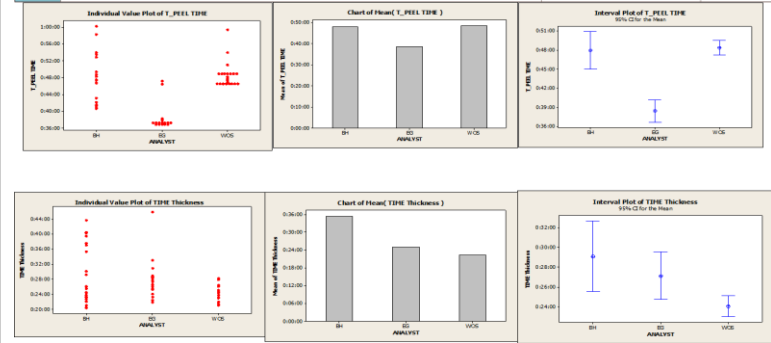 Individual Value Plot of T_PEEL TIME
T_PEEL TIME
1:00:00
0:56:00
0:52:00
0:48:00
0:44:00
0:40:00
0:36:00
BH
EG
WOS
ANALYST
Chart of Mean( T_PEEL TIME )
Mean of T_PEEL TIME
0:50:00
0:40:00
0:30:00
0:20:00
0:10:00
0:00:00
BH
EG
WOS
ANALYST
Interval Plot of T_PEEL TIME
95% CI for the Mean
T_PEEL TIME
0:51:00
0:48:00
0:45:00
0:42:00
0:39:00
0:36:00
BH
EG
WOS
ANALYST
Individual Value Plot of TIME Thickness
TIME Thickness
0:44:00
0:40:00
0:36:00
0:32:00
0:28:00
0:24:00
0:20:00
BH
EG
WOS
ANALYST
Chart of Mean( TIME Thickness )
Mean of TIME Thickness
0:36:00
0:30:00
0:24:00
0:18:00
0:12:00
0:06:00
0:00:00
BH
EG
WOS
ANALYST
Interval Plot of TIME Thickness
95% CI for the Mean
TIME Thickness
0:32:00
0:30:00
0:28:00
0:26:00
0:24:00
BH
EG
WOS
ANALYST